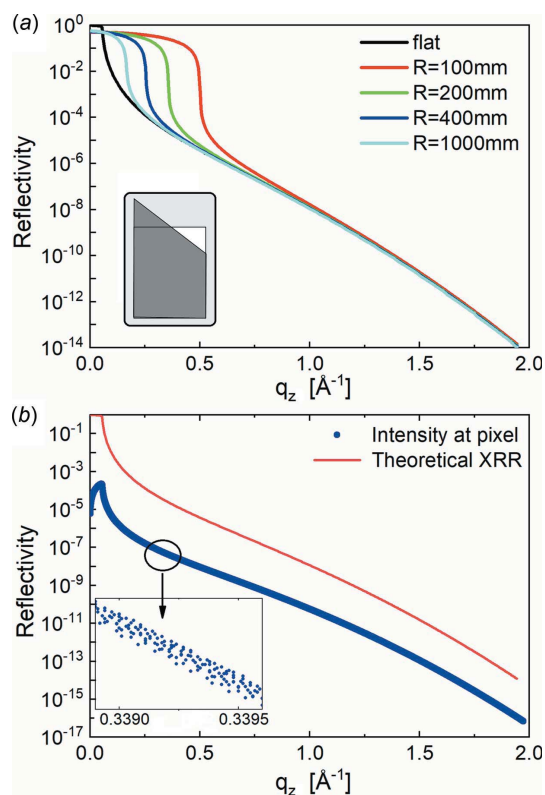 (a)
10⁰
10⁻²
10⁻⁴
10⁻⁶
10⁻⁸
10⁻¹⁰
10⁻¹²
10⁻¹⁴
Reflectivity
flat
R=100mm
R=200mm
R=400mm
R=1000mm
0.0 0.5 1.0 1.5 2.0
q_z [Å⁻¹]
(b)
10⁻¹
10⁻³
10⁻⁵
10⁻⁷
10⁻⁹
10⁻¹¹
10⁻¹³
10⁻¹⁵
10⁻¹⁷
Reflectivity
Intensity at pixel
Theoretical XRR
0.3390 0.3395
0.0 0.5 1.0 1.5 2.0
q_z [Å⁻¹]